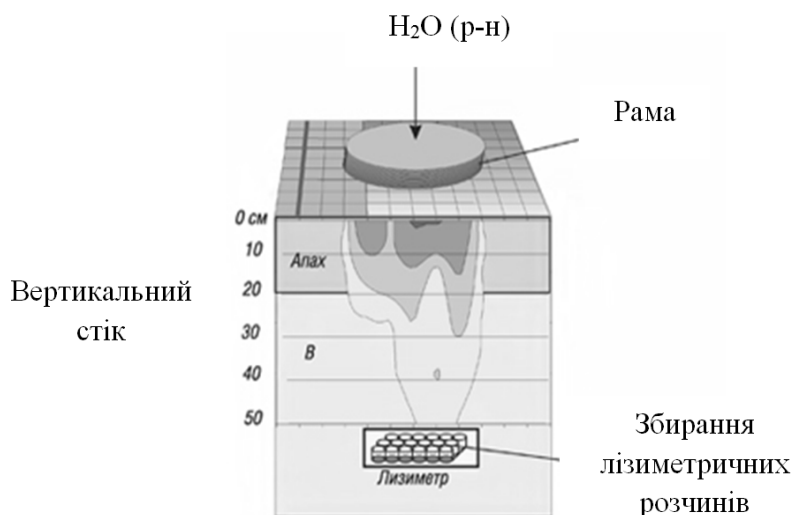 H₂O (р-н)
Рама
0 см
10
Апах
20
Вертикальний
стік
30
В
40
50
Збирання
лізиметричних
розчинів
Лизиметр